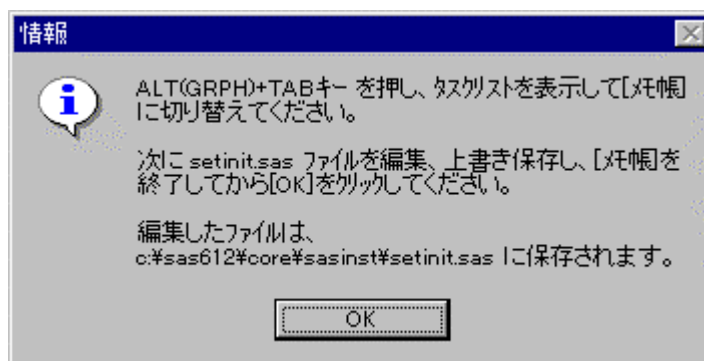 情報
ALT(GRPH)+TABキー を押し、ﾀｽｸﾘｽﾄを表示して[ﾒﾓ帳]
に切り替えてください。
次に setinit.sas ファイルを編集、上書き保存し、[ﾒﾓ帳]を
終了してから[OK]をｸﾘｯｸしてください。
編集したファイルは、
c:¥sas612¥core¥sasinst¥setinit.sas に保存されます。
OK